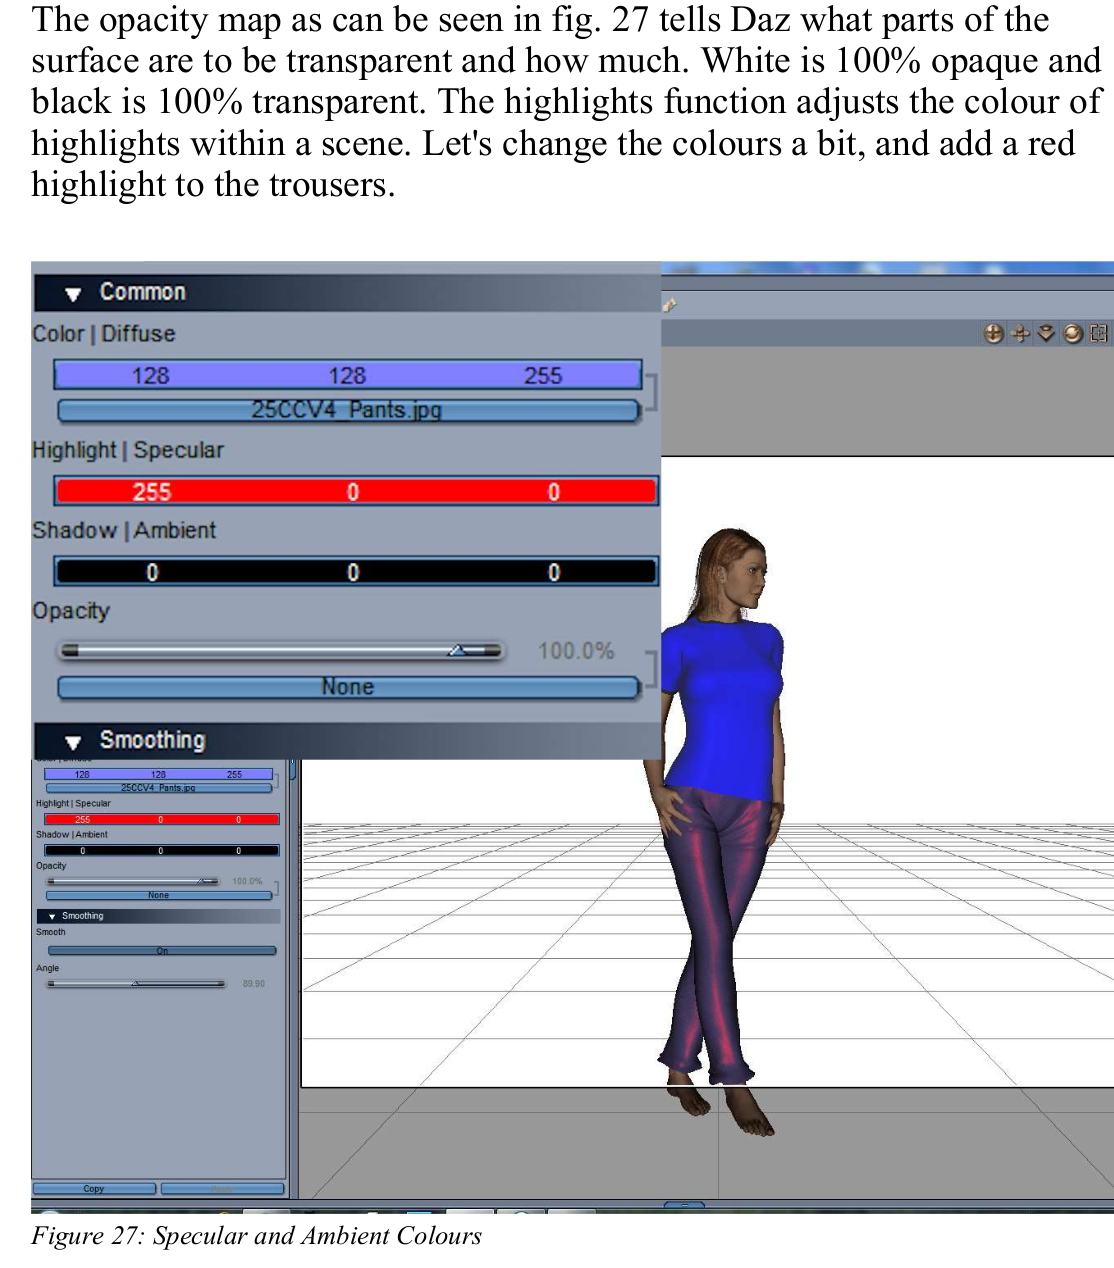 The opacity map as can be seen in fig. 27 tells Daz what parts of the
surface are to be transparent and how much. White is 100% opaque and
black is 100% transparent. The highlights function adjusts the colour of
highlights within a scene. Let's change the colours a bit, and add a red
highlight to the trousers.
Common
Color | Diffuse
128 128 255
25CCV4_Pants.jpg
Highlight | Specular
255 0 0
Shadow | Ambient
0 0 0
Opacity
100.0%
None
Smoothing
128 128 255
25CCV4_Pants.jpg
Highlight | Specular
255 0 0
Shadow | Ambient
0 0 0
Opacity
100.0%
None
Smoothing
Smooth
On
Angle
89.90
Copy
Figure 27: Specular and Ambient Colours